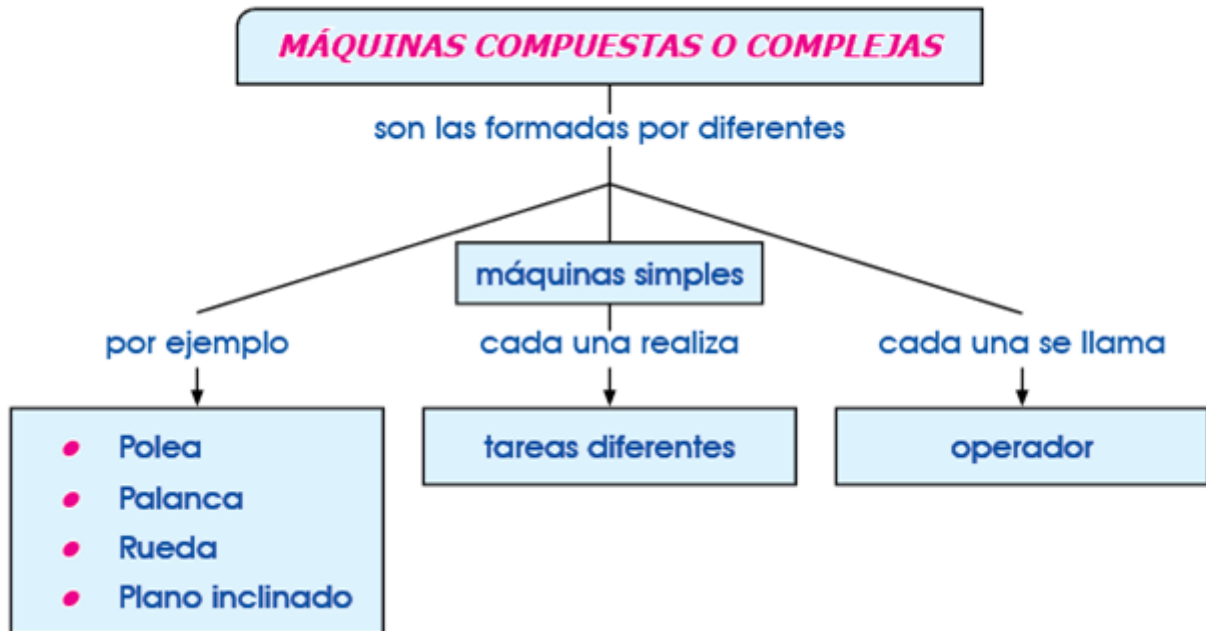 MÁQUINAS COMPUESTAS O COMPLEJAS
son las formadas por diferentes
máquinas simples
por ejemplo
cada una realiza
cada una se llama
Polea
Palanca
Rueda
Plano inclinado
tareas diferentes
operador